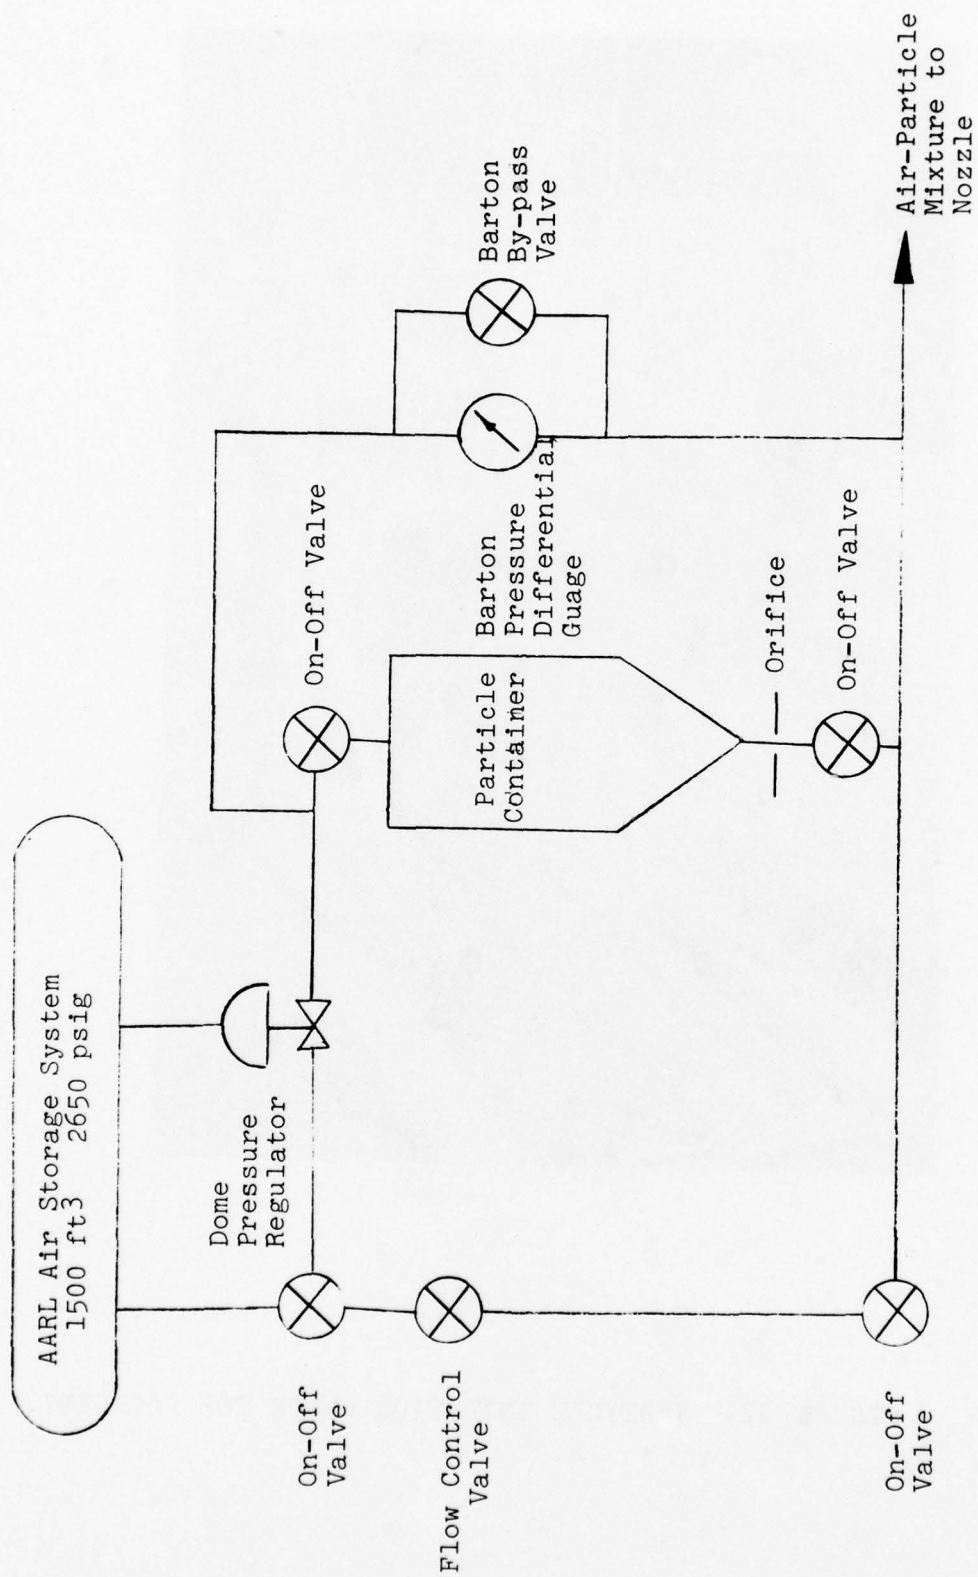 AARL Air Storage System
1500 ft3 2650 psig
Dome
Pressure
Regulator
On-Off
Valve
Flow Control
Valve
On-Off
Valve
On-Off Valve
Particle
Container
Orifice
On-Off Valve
Barton
Pressure
Differential
Guage
Barton
By-pass
Valve
Air-Particle
Mixture to
Nozzle